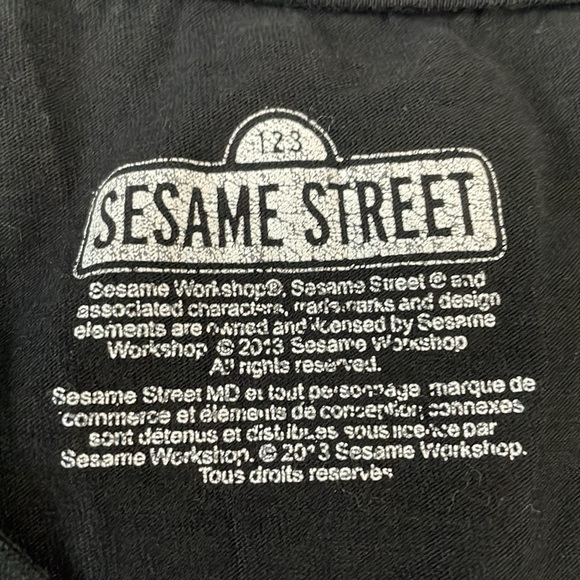 123
SESAME STREET
Sesame Workshop®, Sesame Street ® and
associated characters, trademarks and design
elements are owned and licensed by Sesame
Workshop © 2013 Sesame Workshop
All rights reserved.
Sesame Street MD et tout personnage marque de
commerce et éléments de conception connexes
sont détenus et distibues sous licence par
Sesame Workshop. © 2013 Sesame Workshop.
Tous droits reservés